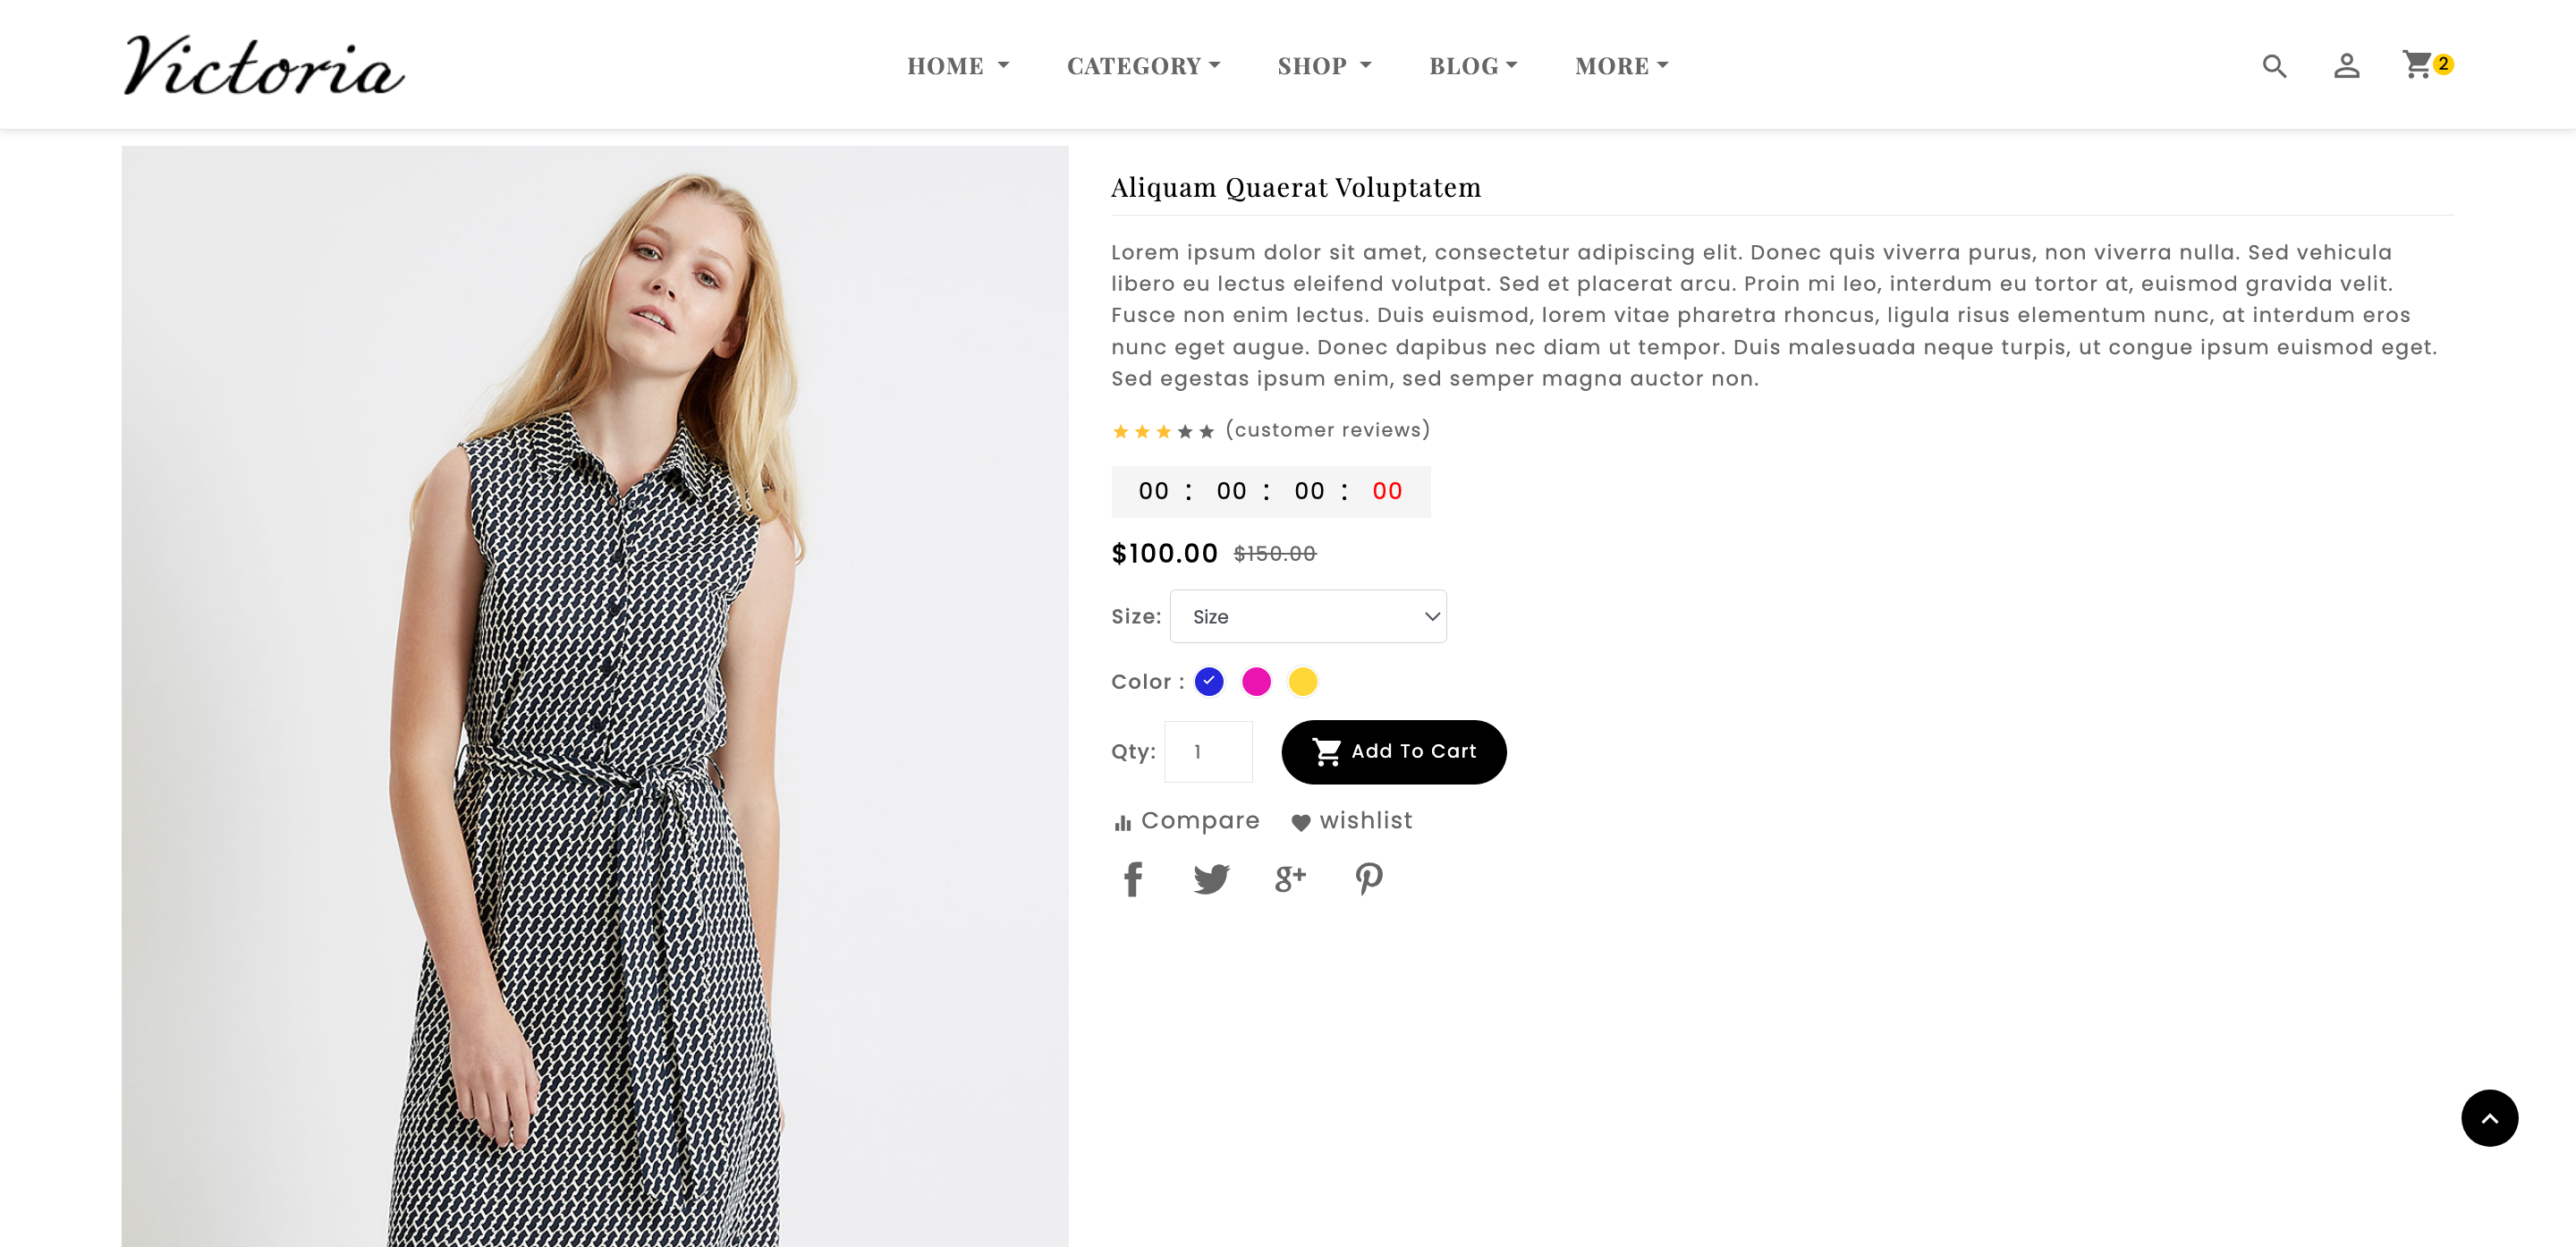 Victoria
HOME
CATEGORY
SHOP
BLOG
MORE
2
Aliquam Quaerat Voluptatem
Lorem ipsum dolor sit amet, consectetur adipiscing elit. Donec quis viverra purus, non viverra nulla. Sed vehicula
libero eu lectus eleifend volutpat. Sed et placerat arcu. Proin mi leo, interdum eu tortor at, euismod gravida velit.
Fusce non enim lectus. Duis euismod, lorem vitae pharetra rhoncus, ligula risus elementum nunc, at interdum eros
nunc eget augue. Donec dapibus nec diam ut tempor. Duis malesuada neque turpis, ut congue ipsum euismod eget.
Sed egestas ipsum enim, sed semper magna auctor non.
(customer reviews)
00 : 00 : 00 : 00
$100.00 $150.00
Size: Size
Color :
Qty: 1 Add To Cart
Compare wishlist